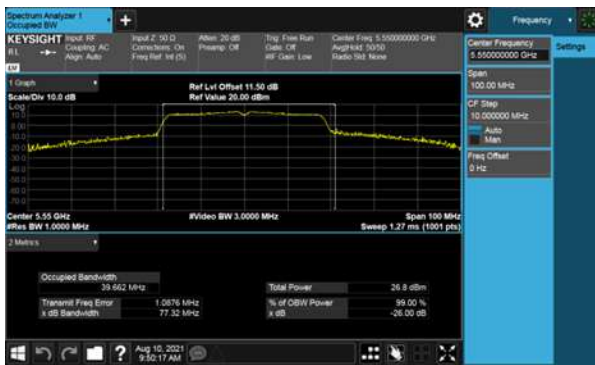 Spectrum Analyzer 1
Occupied BW
Frequency
KEYSIGHT
Input: RF
Coupling: AC
Align: Auto
Input Z: 50 Ω
Corrections: On
Freq Ref: Int (S)
Atten: 20 dB
Preamp: Off
Trig: Free Run
Gate: Off
#IF Gain: Low
Center Freq: 5.550000000 GHz
Avg|Hold: 50/50
Radio Std: None
Center Frequency
5.550000000 GHz
Settings
Span
100.00 MHz
CF Step
10.000000 MHz
Auto
Man
Freq Offset
0 Hz
1 Graph
Scale/Div 10.0 dB
Ref Lvl Offset 11.50 dB
Ref Value 20.00 dBm
Log
Center 5.55 GHz
#Res BW 1.0000 MHz
#Video BW 3.0000 MHz
Span 100 MHz
Sweep 1.27 ms (1001 pts)
2 Metrics
Occupied Bandwidth
39.662 MHz
Total Power 26.8 dBm
Transmit Freq Error 1.0876 MHz
% of OBW Power 99.00 %
x dB Bandwidth 77.32 MHz
x dB -26.00 dB
Aug 10, 2021
9:50:17 AM